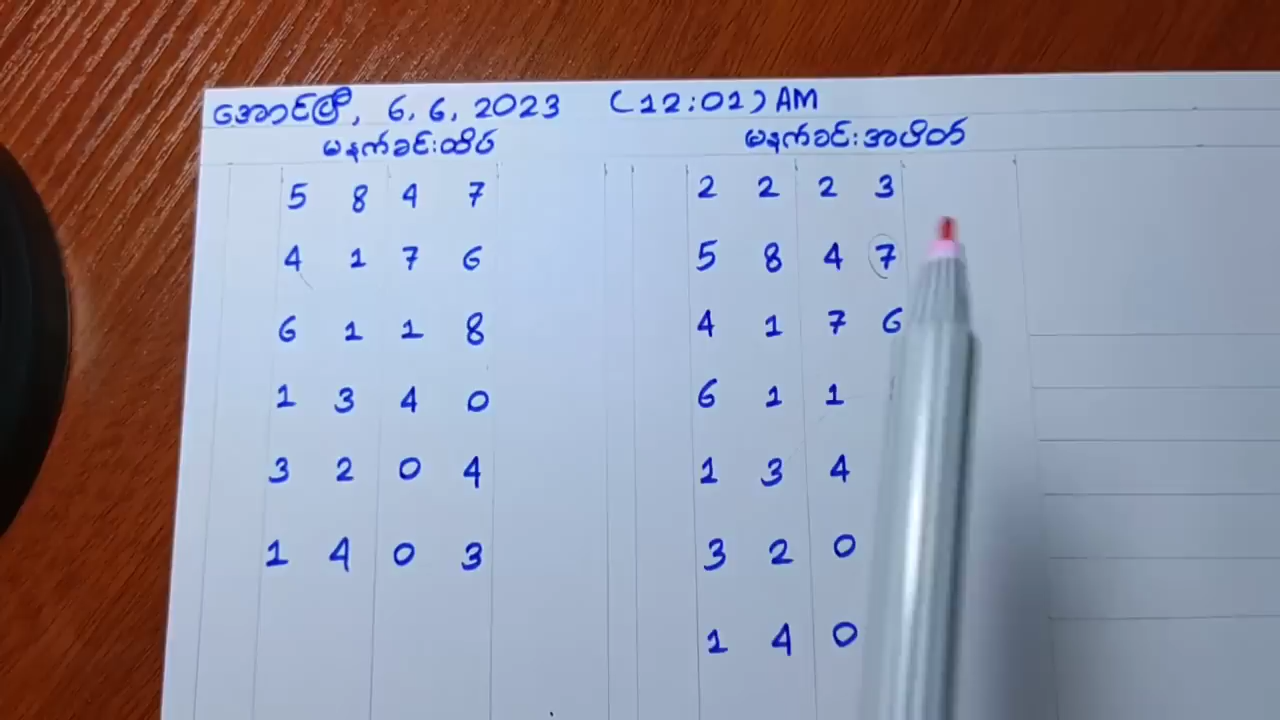 အောင်ဖြိုး, 6, 6, 2023 (12:01) AM
မနက်ခင်းထိပ် မနက်ခင်းအပိတ်
5 8 4 7 2 2 2 3
4 1 7 6 5 8 4 7
6 1 1 8 4 1 7 6
1 3 4 0 6 1 1
3 2 0 4 1 3 4
1 4 0 3 3 2 0
1 4 0